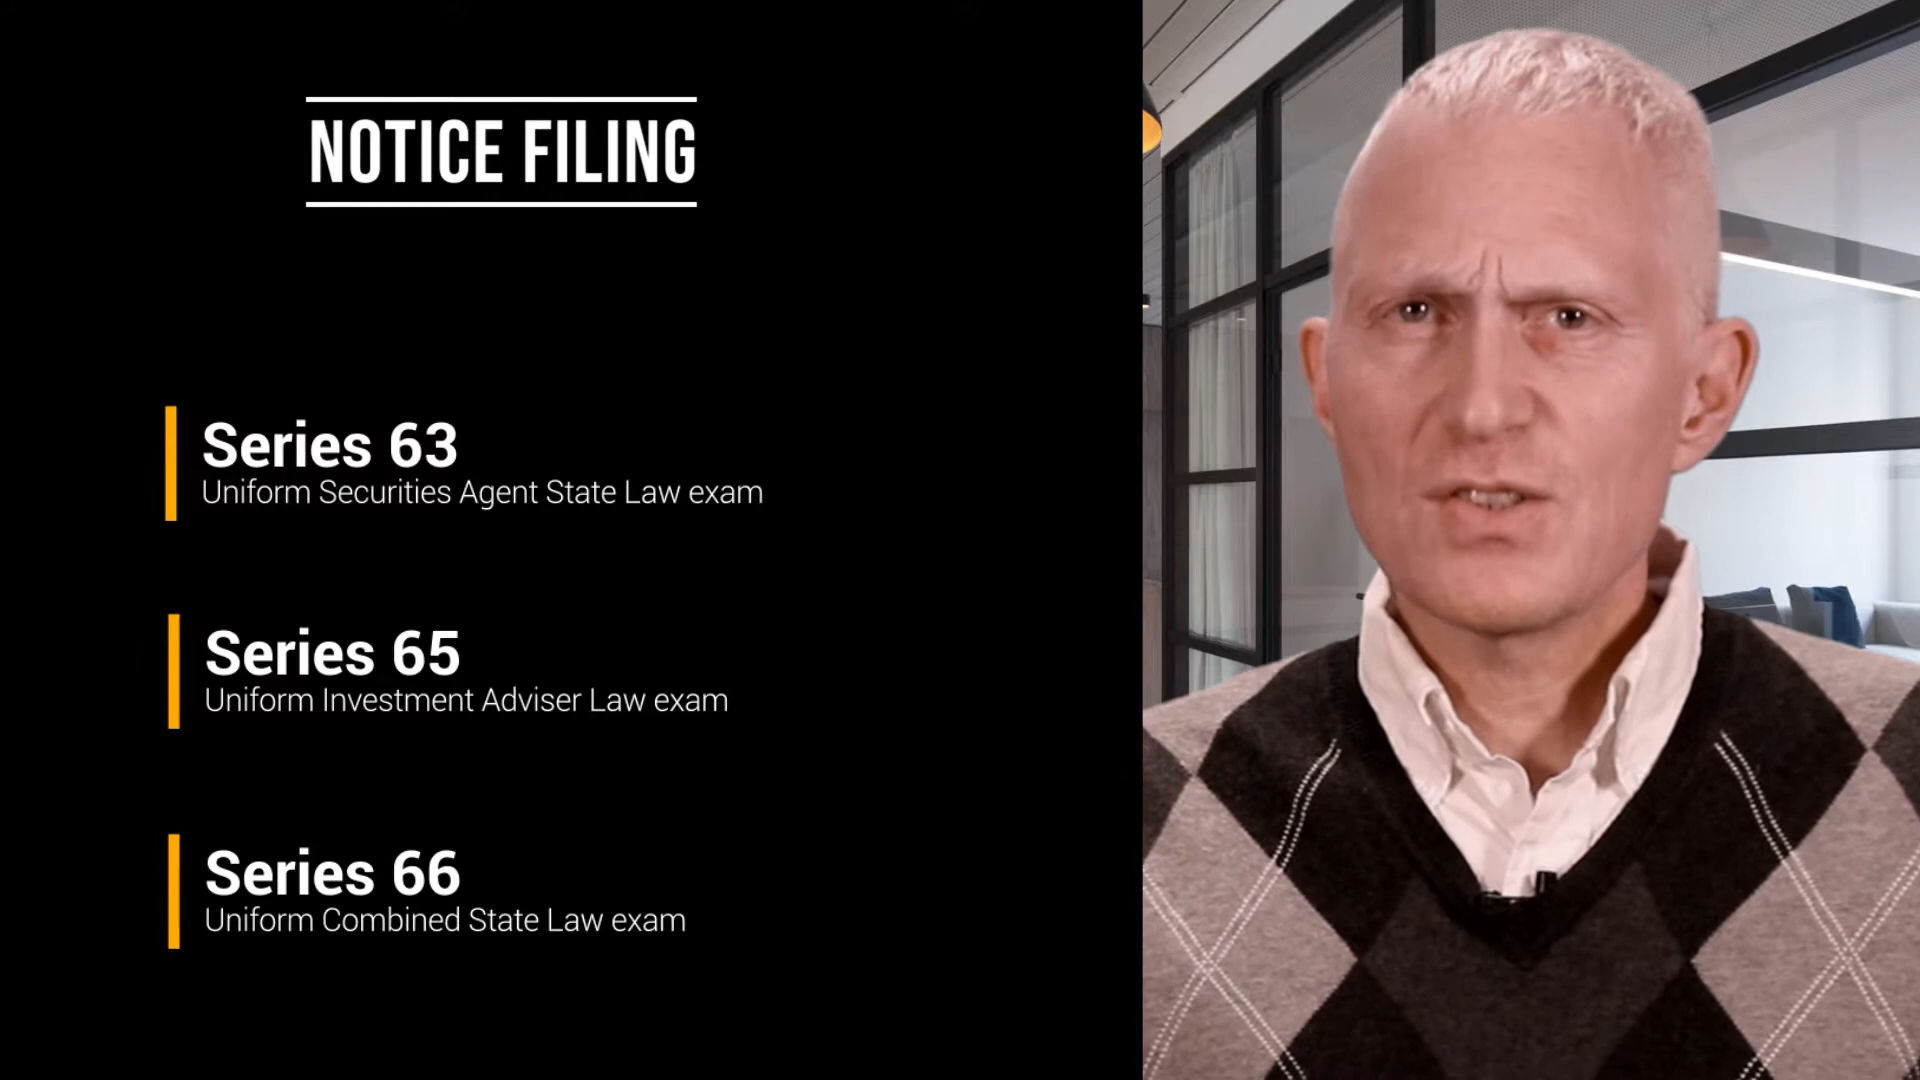 NOTICE FILING
Series 63
Uniform Securities Agent State Law exam
Series 65
Uniform Investment Adviser Law exam
Series 66
Uniform Combined State Law exam